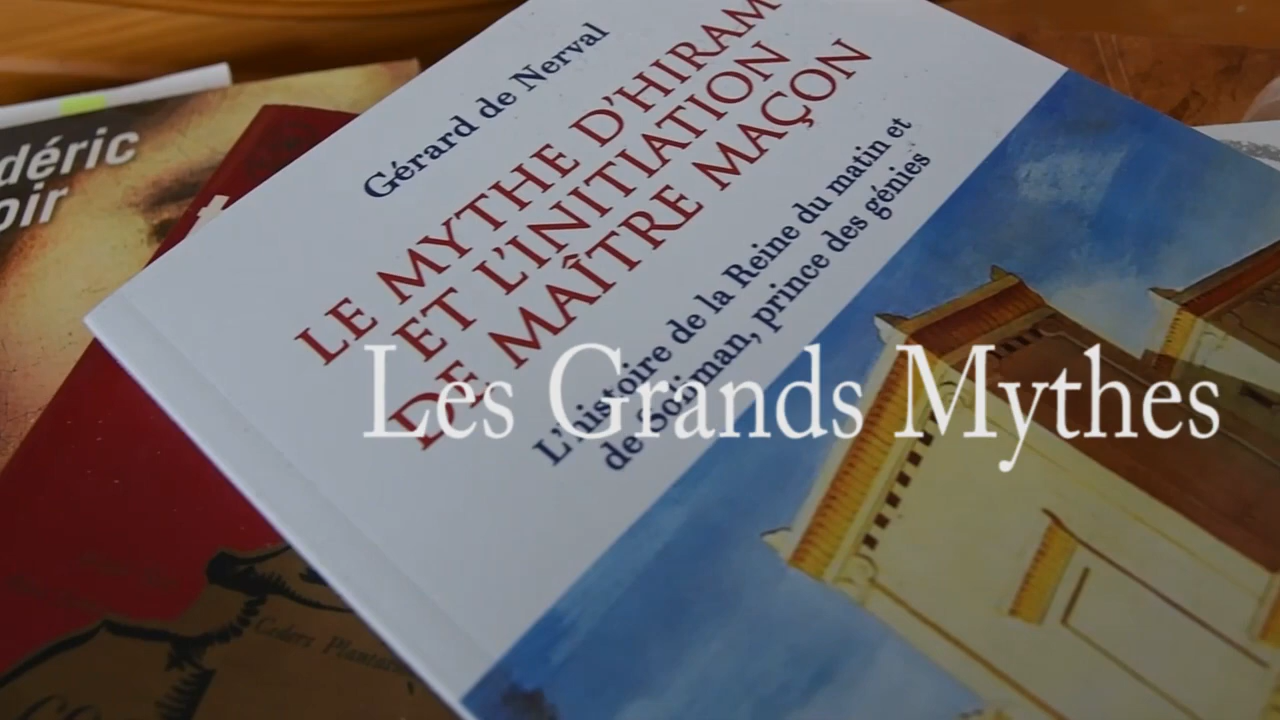 Gérard de Nerval
LE MYTHE D'HIRAM
ET L'INITIATION
DE MAÎTRE MAÇON
L'histoire de la Reine du matin et
de Soliman, prince des génies
Les Grands Mythes
déric
oir